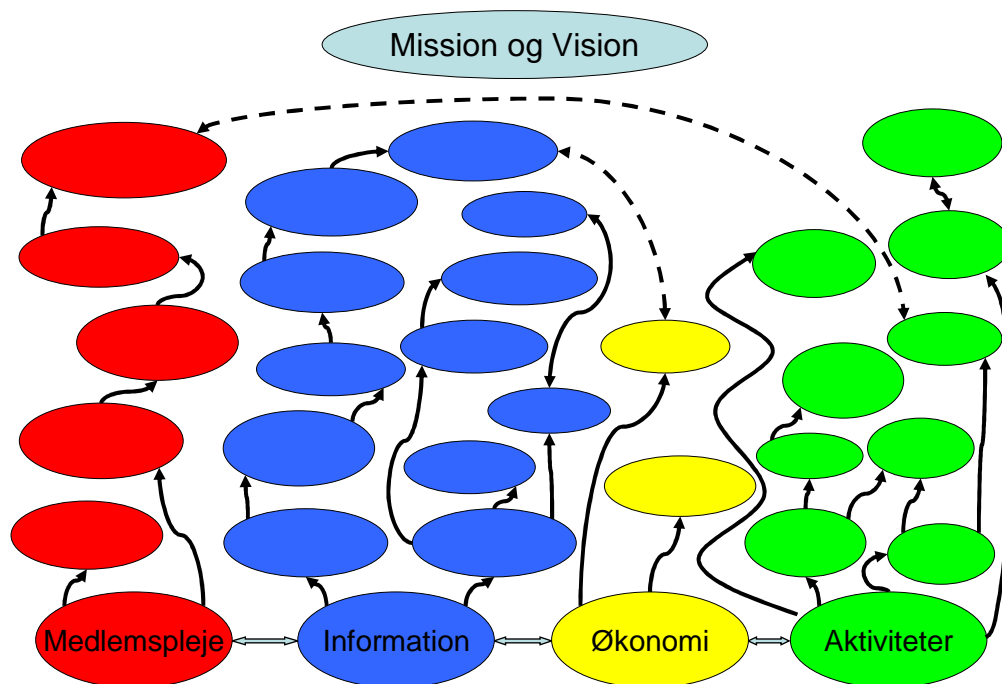 Mission og Vision
Medlemspleje
Information
Økonomi
Aktiviteter